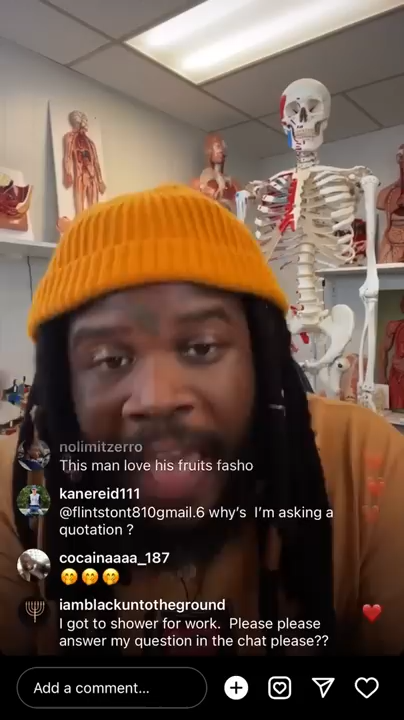 nolimitzerro
This man love his fruits fasho
kanereid111
@flintstont810gmail.6 why's  I'm asking a
quotation ?
cocainaaaa_187
🤭🤭🤭
iamblackuntotheground
I got to shower for work.  Please please
answer my question in the chat please??
Add a comment...